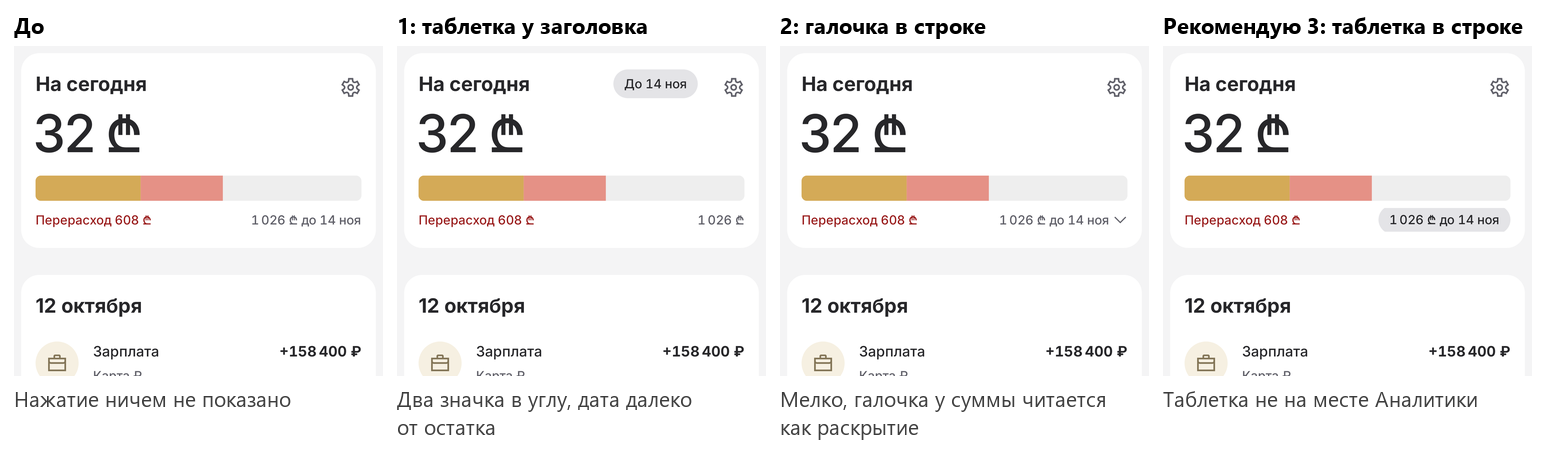 До
На сегодня
32 ₾
Перерасход 608 ₾
1 026 ₾ до 14 ноя
12 октября
Зарплата
+158 400 ₽
Карта ₽
Нажатие ничем не показано
1: таблетка у заголовка
На сегодня
До 14 ноя
32 ₾
Перерасход 608 ₾
1 026 ₾
12 октября
Зарплата
+158 400 ₽
Карта ₽
Два значка в углу, дата далеко
от остатка
2: галочка в строке
На сегодня
32 ₾
Перерасход 608 ₾
1 026 ₾ до 14 ноя
12 октября
Зарплата
+158 400 ₽
Карта ₽
Мелко, галочка у суммы читается
как раскрытие
Рекомендую 3: таблетка в строке
На сегодня
32 ₾
Перерасход 608 ₾
1 026 ₾ до 14 ноя
12 октября
Зарплата
+158 400 ₽
Карта ₽
Таблетка не на месте Аналитики